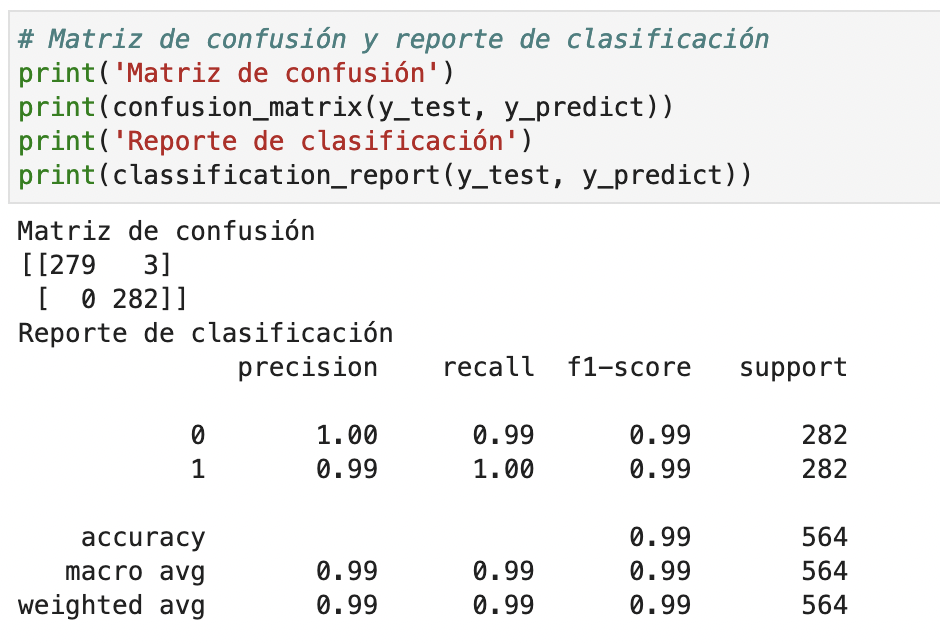 # Matriz de confusión y reporte de clasificación
print('Matriz de confusión')
print(confusion_matrix(y_test, y_predict))
print('Reporte de clasificación')
print(classification_report(y_test, y_predict))
Matriz de confusión
[[279   3]
 [  0 282]]
Reporte de clasificación
              precision    recall  f1-score   support

           0       1.00      0.99      0.99       282
           1       0.99      1.00      0.99       282

    accuracy                           0.99       564
   macro avg       0.99      0.99      0.99       564
weighted avg       0.99      0.99      0.99       564